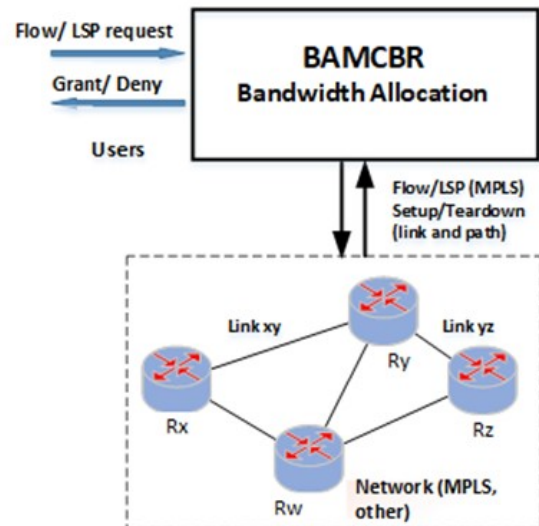 Flow/ LSP request
Grant/ Deny
Users
BAMCBR
Bandwidth Allocation
Flow/LSP (MPLS)
Setup/Teardown
(link and path)
Link xy
Link yz
Ry
Rx
Rz
Rw
Network (MPLS,
other)